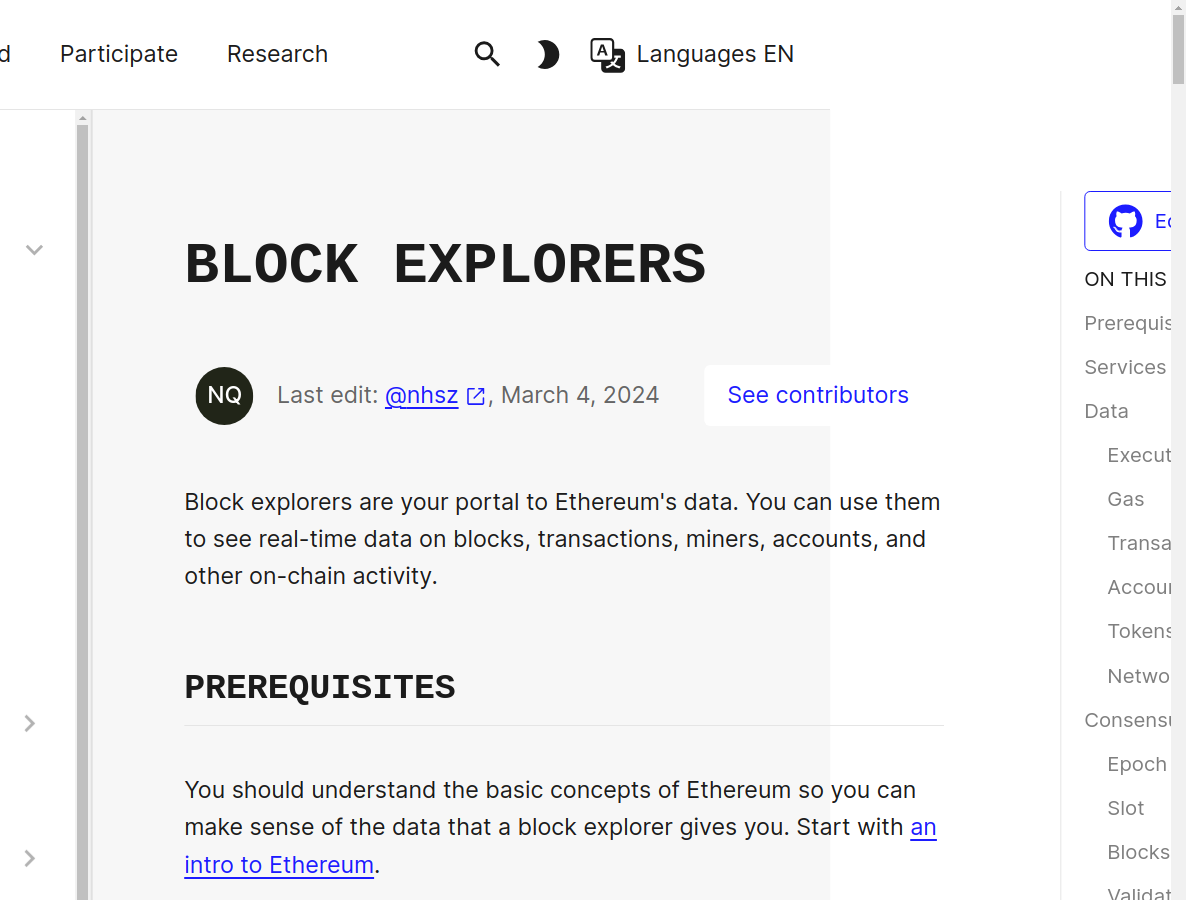 d Participate Research Languages EN
BLOCK EXPLORERS
NQ Last edit: @nhsz , March 4, 2024 See contributors
Block explorers are your portal to Ethereum's data. You can use them
to see real-time data on blocks, transactions, miners, accounts, and
other on-chain activity.
PREREQUISITES
You should understand the basic concepts of Ethereum so you can
make sense of the data that a block explorer gives you. Start with an
intro to Ethereum.
ON THIS
Prerequis
Services
Data
Execut
Gas
Transa
Accou
Tokens
Netwo
Consensu
Epoch
Slot
Blocks
Validat